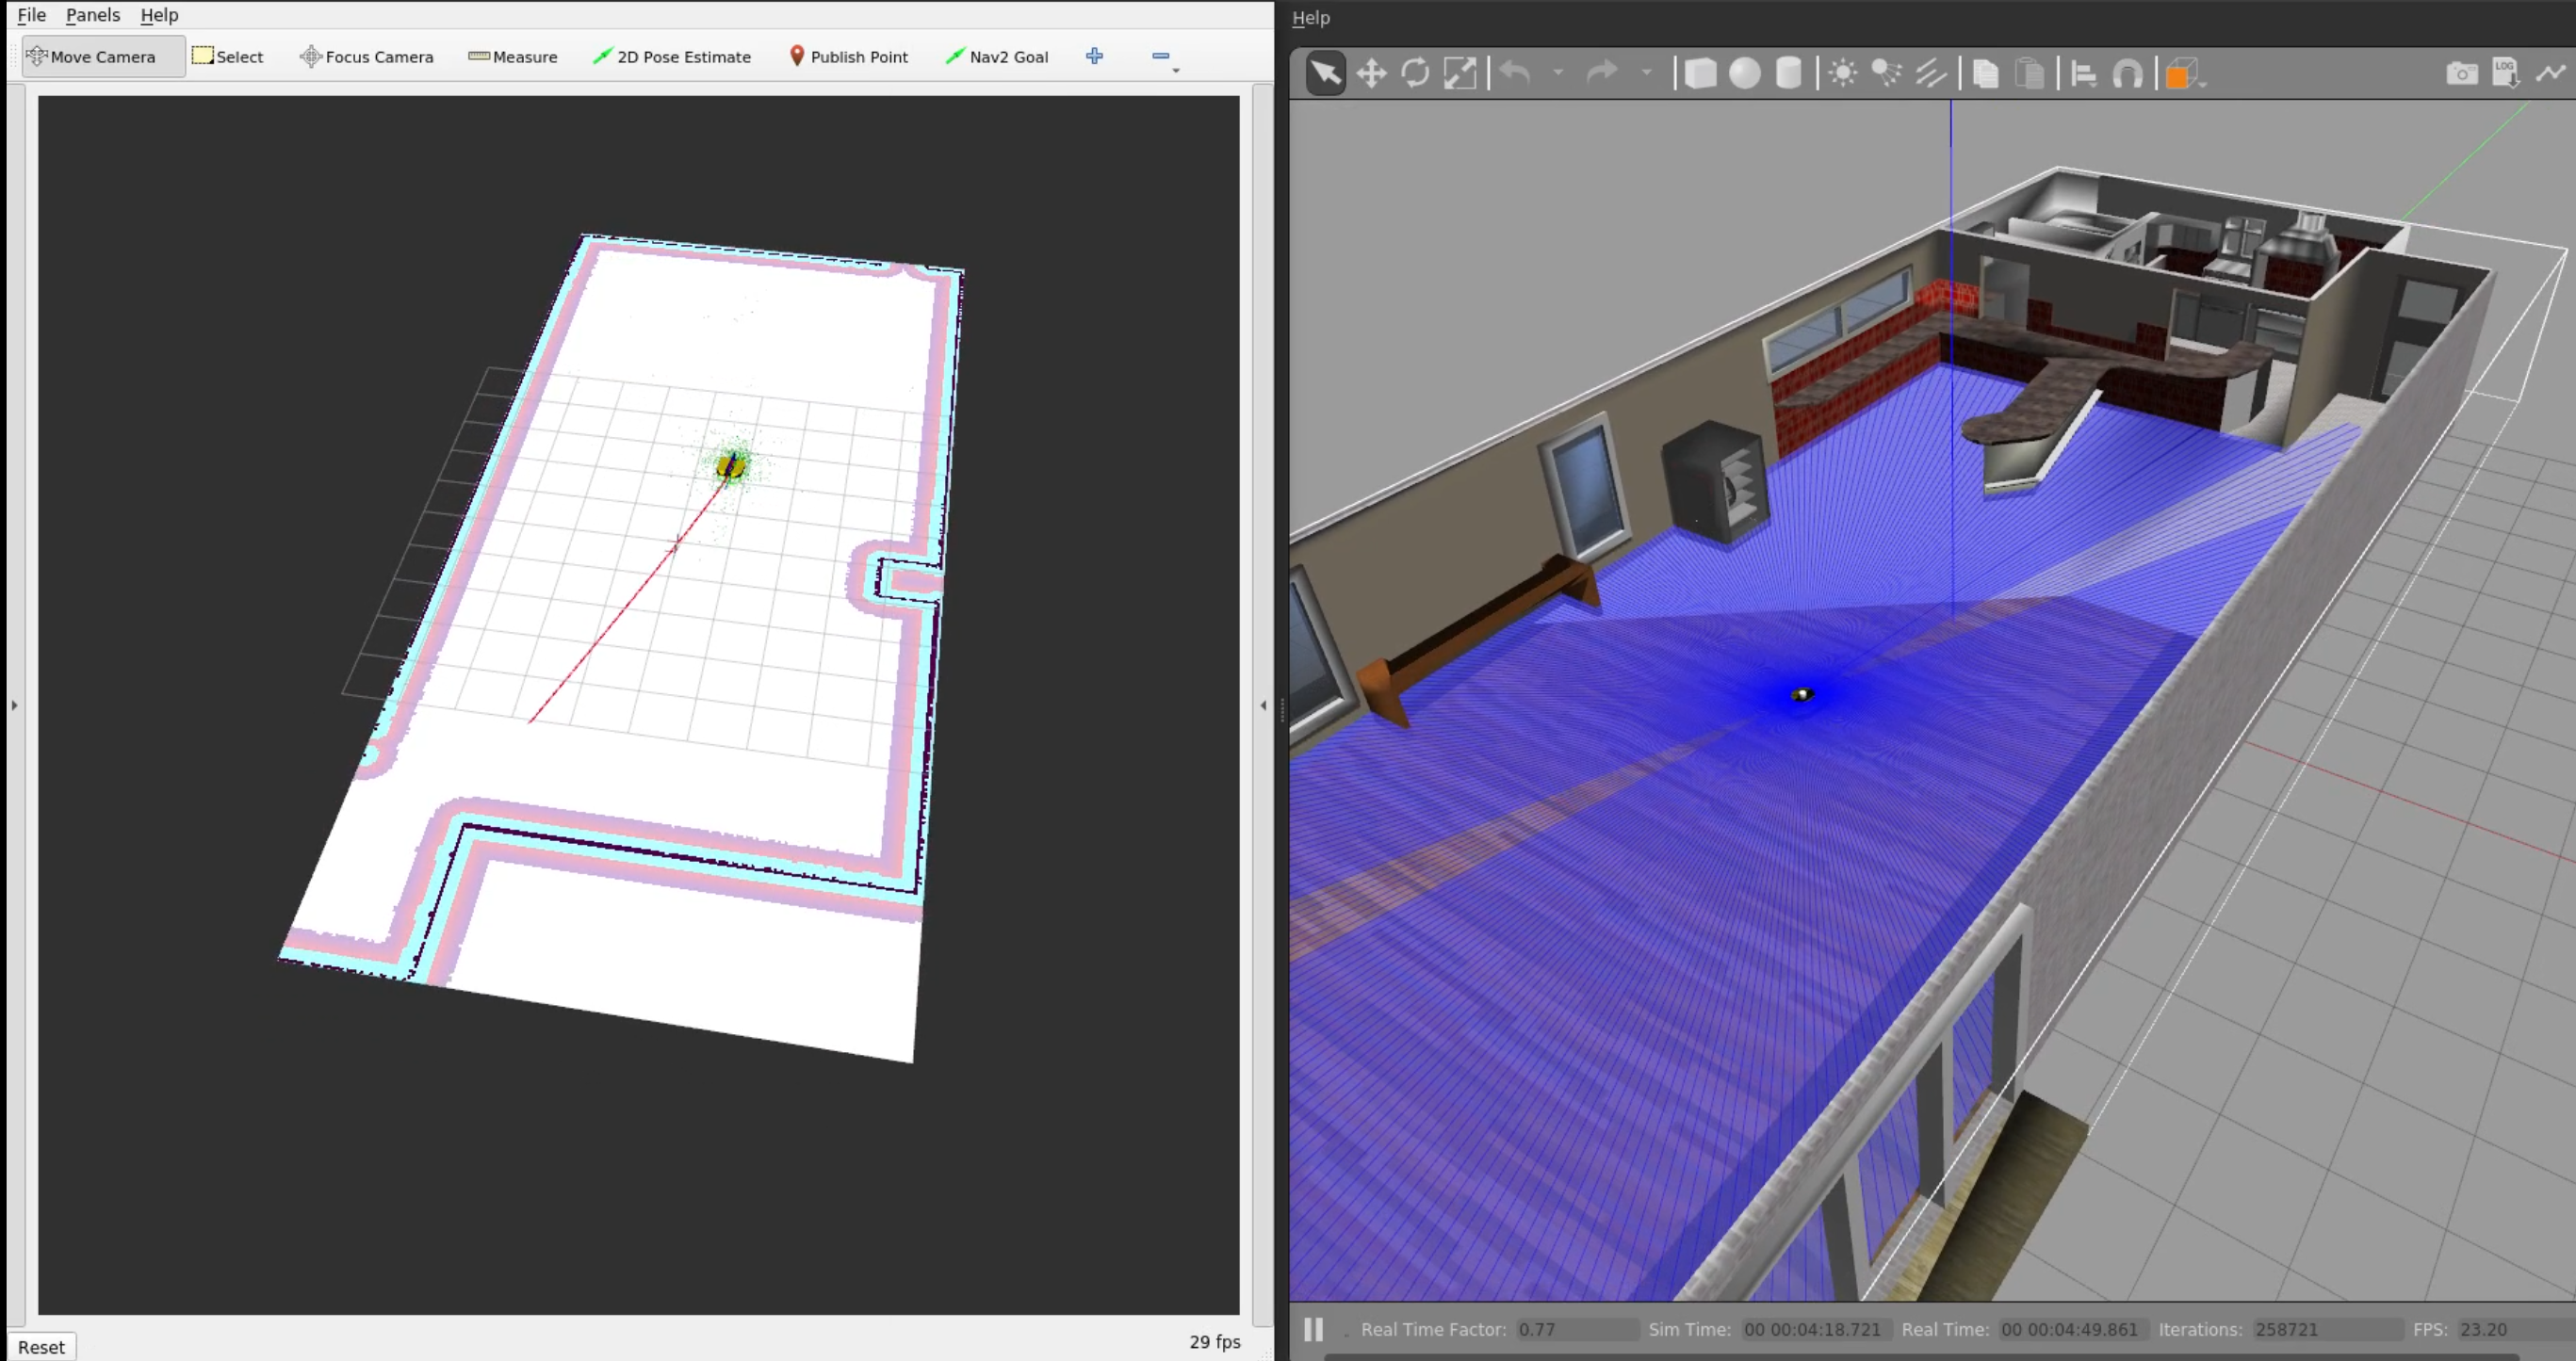 File Panels Help
Move Camera Select Focus Camera Measure 2D Pose Estimate Publish Point Nav2 Goal
Reset
29 fps
Help
LOG
Real Time Factor: 0.77 Sim Time: 00 00:04:18.721 Real Time: 00 00:04:49.861 Iterations: 258721 FPS: 23.20